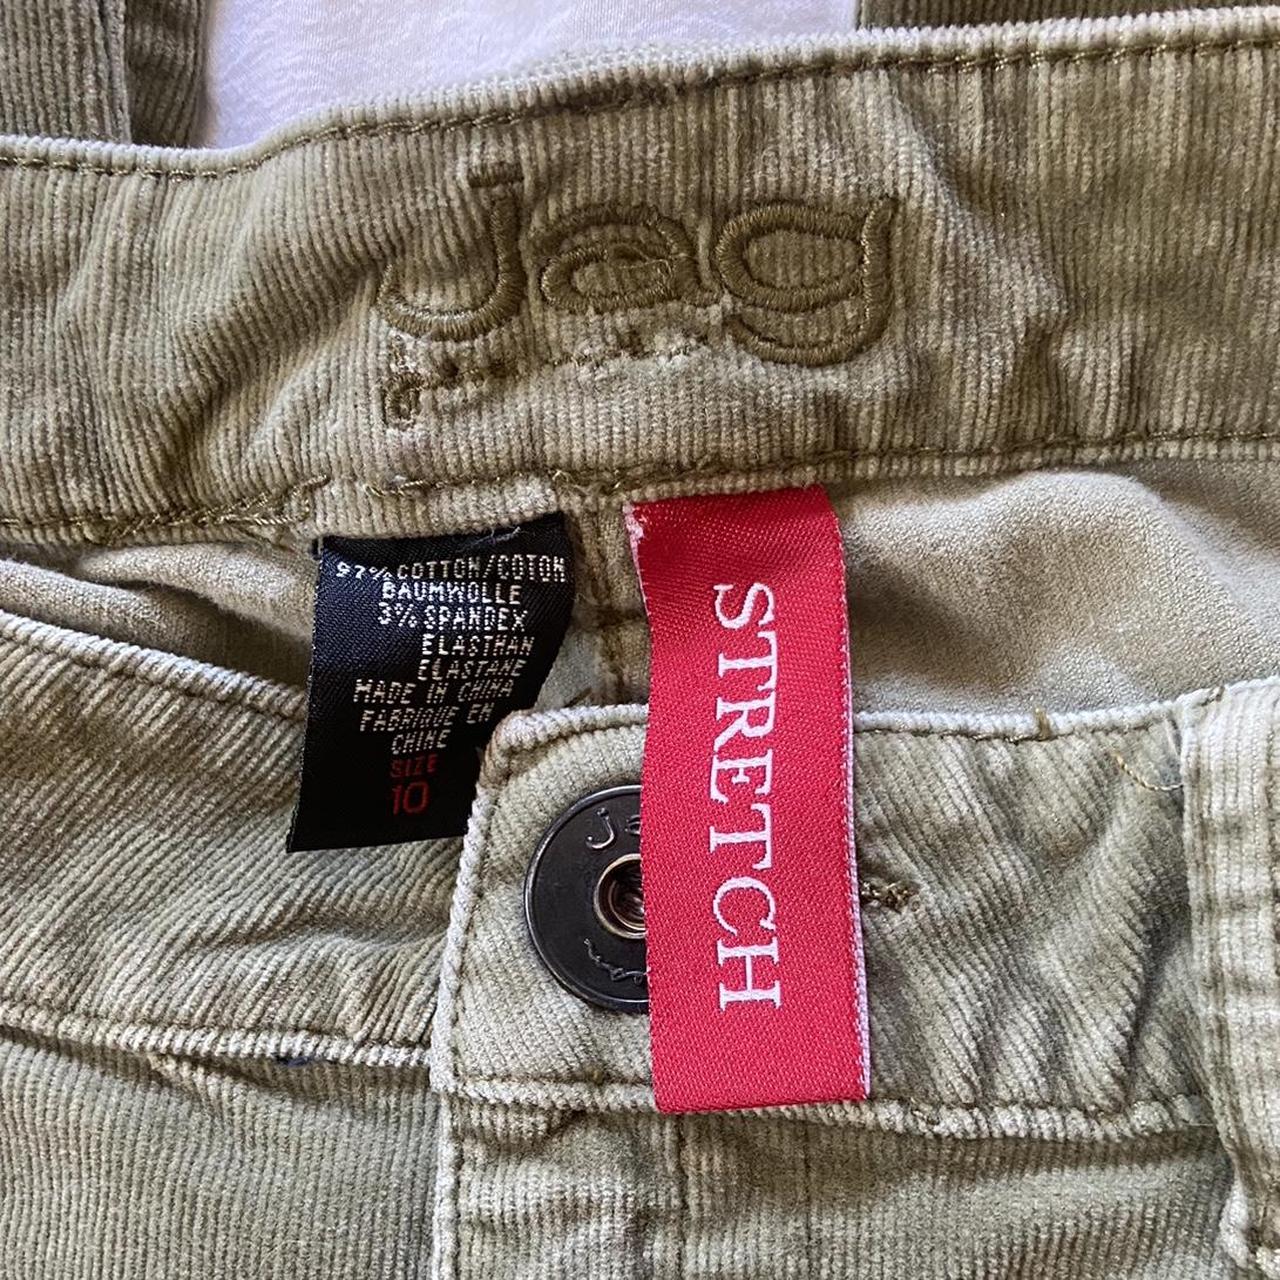 Jag
97% COTTON/COTON
BAUMWOLLE
3% SPANDEX
ELASTHAN
ELASTANE
MADE IN CHINA
FABRIQUE EN
CHINE
SIZE
10
STRETCH